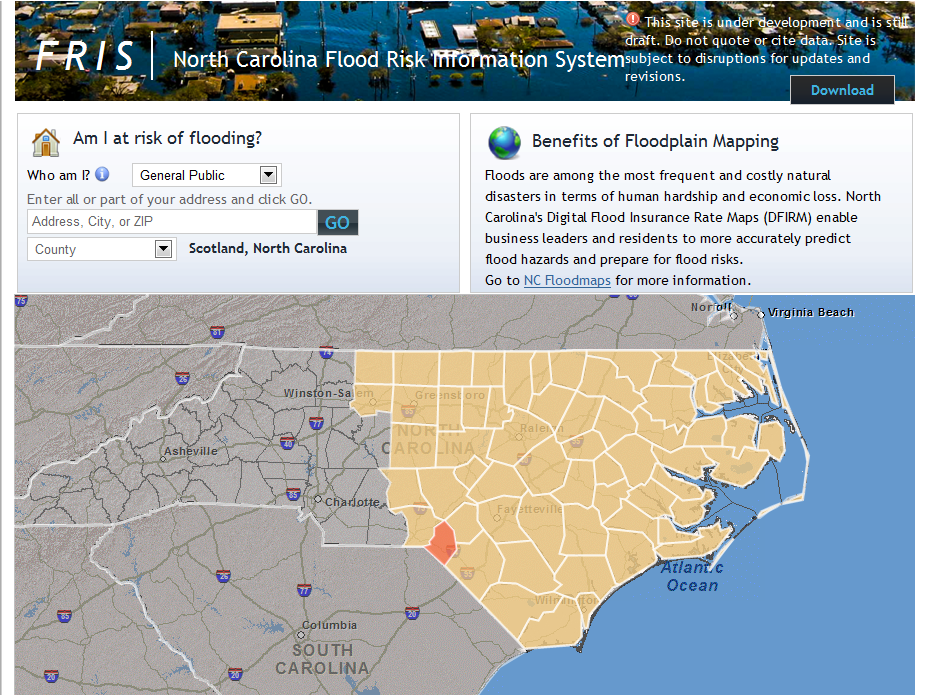 FRIS
North Carolina Flood Risk Information System
This site is under development and is still
draft. Do not quote or cite data. Site is
subject to disruptions for updates and
revisions.
Download
Am I at risk of flooding?
Who am I?
General Public
Enter all or part of your address and click GO.
Address, City, or ZIP
GO
County
Scotland, North Carolina
Benefits of Floodplain Mapping
Floods are among the most frequent and costly natural
disasters in terms of human hardship and economic loss. North
Carolina's Digital Flood Insurance Rate Maps (DFIRM) enable
business leaders and residents to more accurately predict
flood hazards and prepare for flood risks.
Go to NC Floodmaps for more information.
75
Norfolk
Virginia Beach
81
74
26
Winston-Salem
Greensboro
77
NORTH
CAROLINA
Raleigh
40
Asheville
85
Charlotte
Fayetteville
95
Atlantic
Ocean
26
77
Wilmington
85
20
Columbia
SOUTH
CAROLINA
20
20